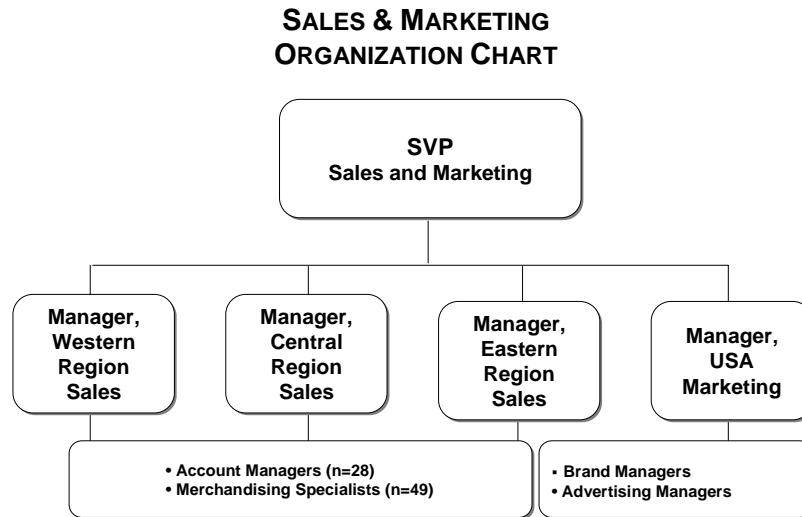 SALES & MARKETING
ORGANIZATION CHART
SVP
Sales and Marketing
Manager,
Western
Region
Sales
Manager,
Central
Region
Sales
Manager,
Eastern
Region
Sales
Manager,
USA
Marketing
• Account Managers (n=28)
• Merchandising Specialists (n=49)
▪ Brand Managers
• Advertising Managers